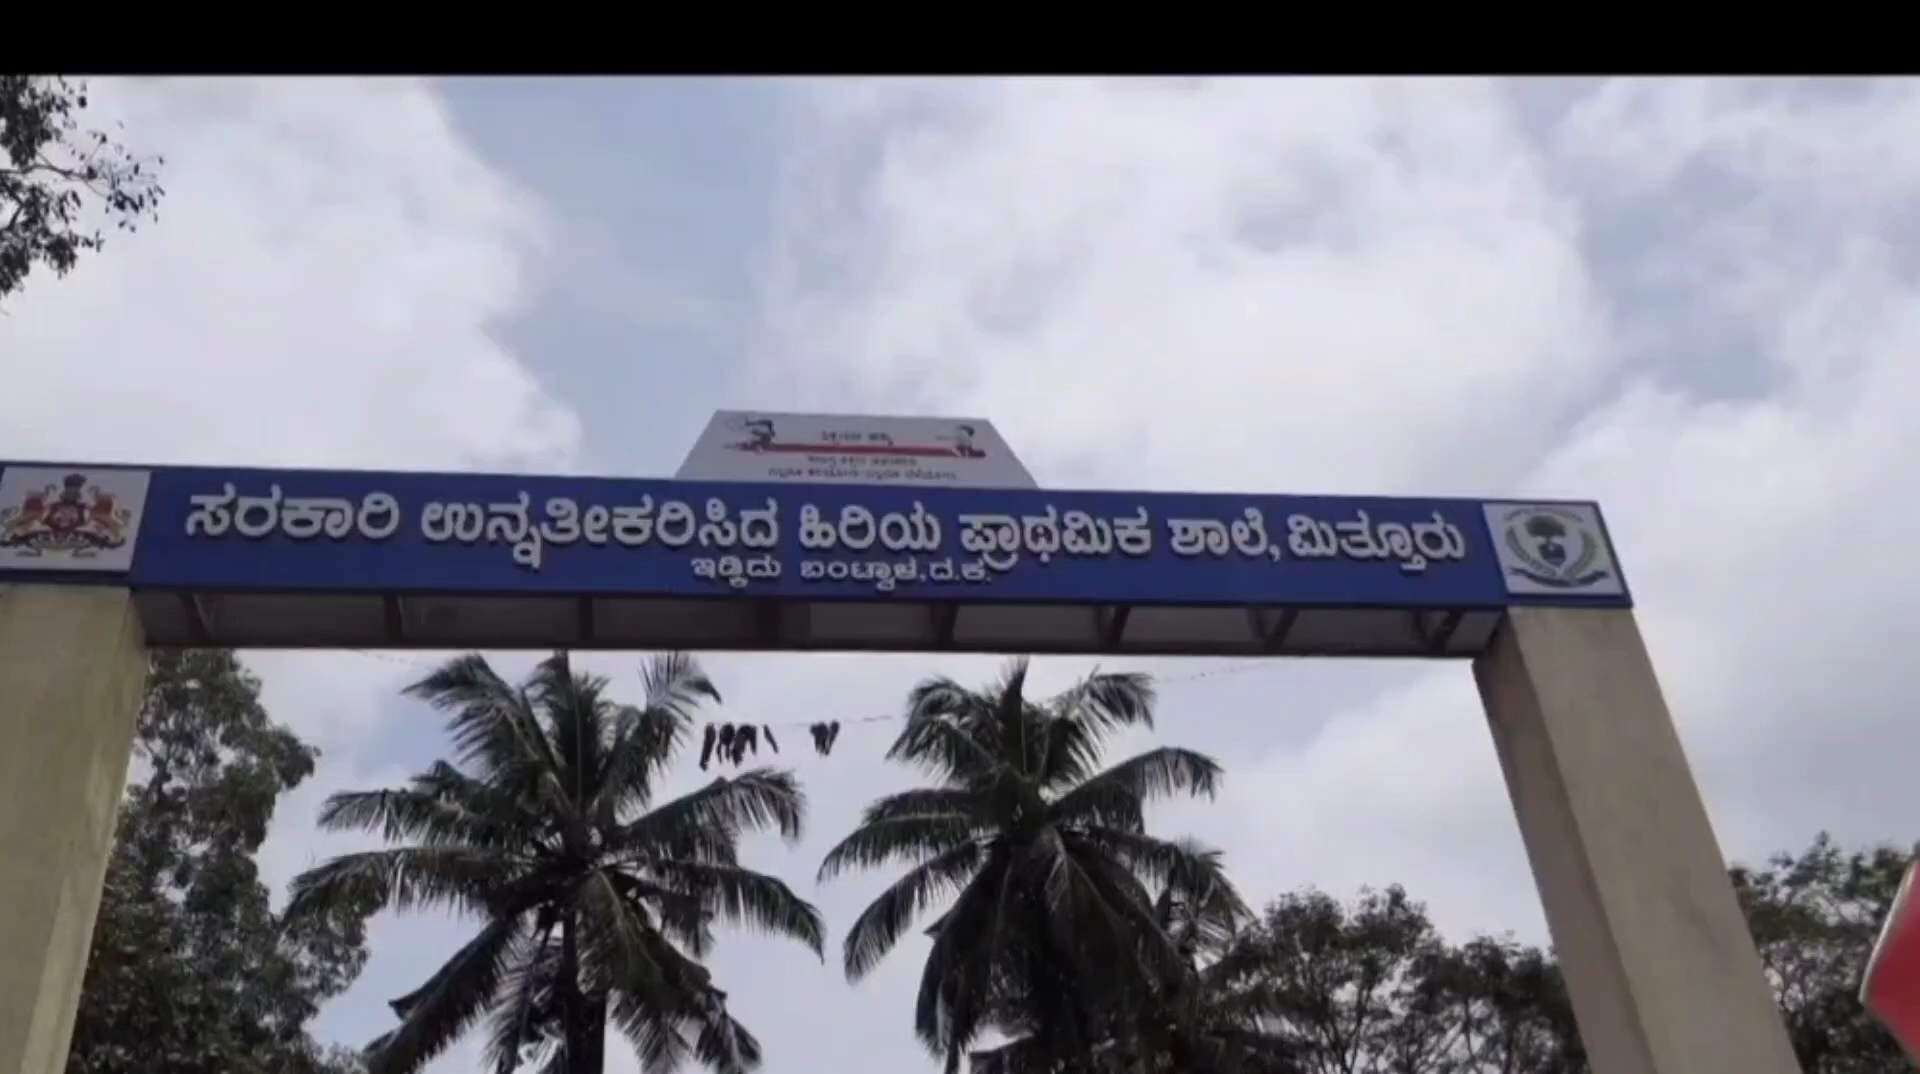 ಸರಕಾರಿ ಉನ್ನತೀಕರಿಸಿದ ಹಿರಿಯ ಪ್ರಾಥಮಿಕ ಶಾಲೆ, ಮಿತ್ತೂರು
ಇಡ್ಕಿದು ಬಂಟ್ವಾಳ, ದ.ಕ.